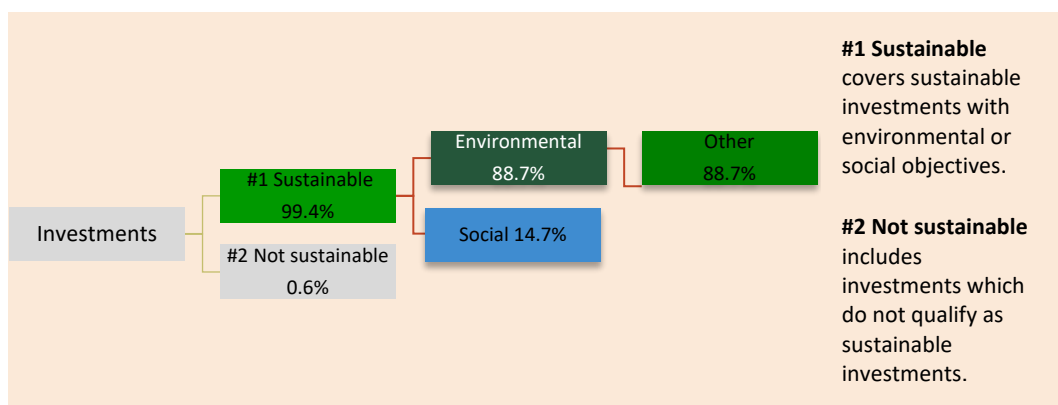 Investments
#1 Sustainable
99.4%
#2 Not sustainable
0.6%
Environmental
88.7%
Social 14.7%
Other
88.7%
#1 Sustainable
covers sustainable
investments with
environmental or
social objectives.
#2 Not sustainable
includes
investments which
do not qualify as
sustainable
investments.